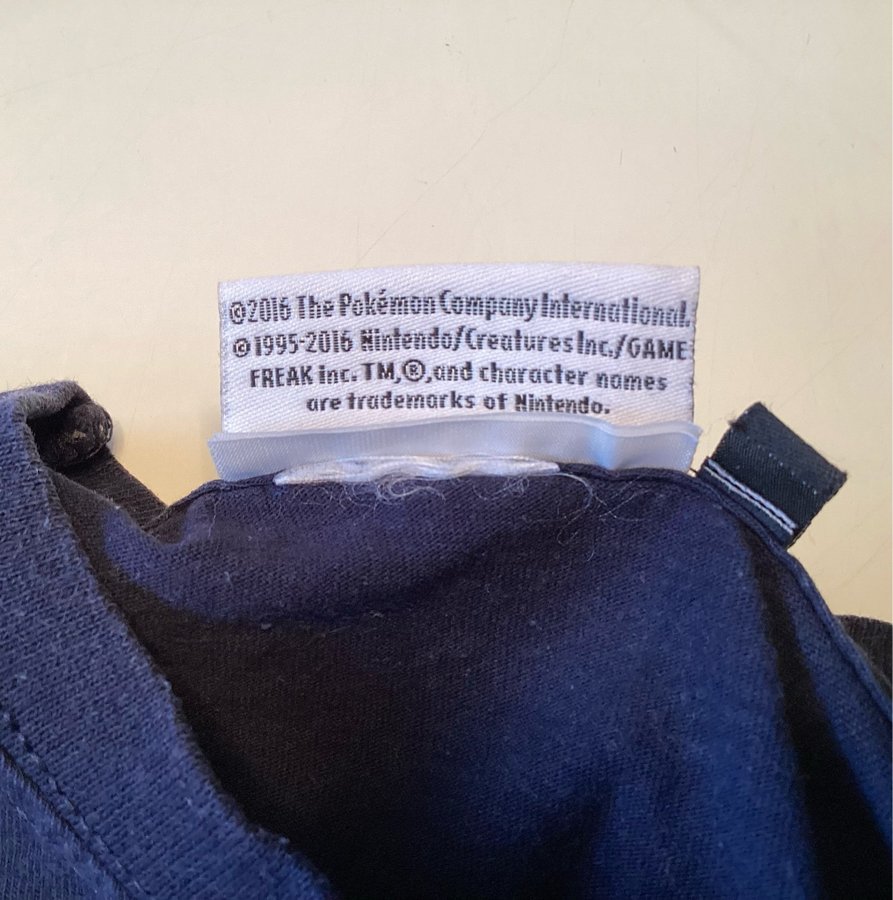 ©2016 The Pokémon Company International.
©1995-2016 Nintendo/Creatures Inc./GAME
FREAK inc. TM,®,and character names
are trademarks of Nintendo.